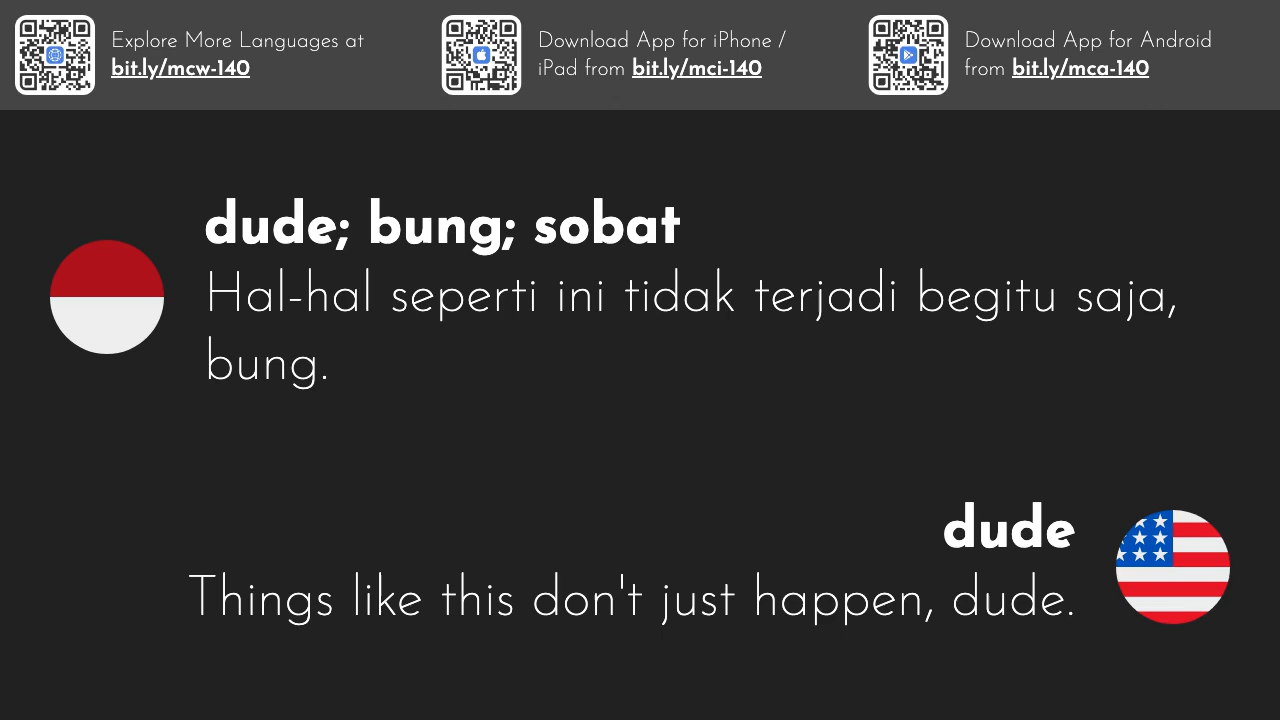 Explore More Languages at
bit.ly/mcw-140
Download App for iPhone /
iPad from bit.ly/mci-140
Download App for Android
from bit.ly/mca-140
dude; bung; sobat
Hal-hal seperti ini tidak terjadi begitu saja,
bung.
dude
Things like this don't just happen, dude.